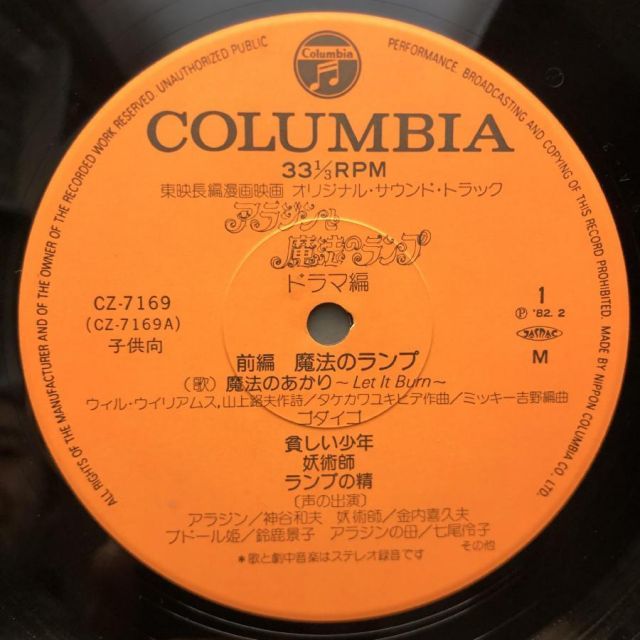 ALL RIGHTS OF THE MANUFACTURER AND OF THE OWNER OF THE RECORDED WORK RESERVED. UNAUTHORIZED PUBLIC PERFORMANCE. BROADCASTING AND COPYING OF THIS RECORD PROHIBITED. MADE BY NIPPON COLUMBIA CO., LTD.
Columbia
COLUMBIA
33 1/3 RPM
東映長編漫画映画 オリジナル・サウンド・トラック
アラジンと
魔法のランプ
ドラマ編
CZ-7169
(CZ-7169A)
子供向
1
Ⓟ '82. 2
JASRAC
M
前編 魔法のランプ
(歌) 魔法のあかり~Let It Burn~
ウィル・ウイリアムス,山上路夫作詩/タケカワユキヒデ作曲/ミッキー吉野編曲
ゴダイゴ
貧しい少年
妖術師
ランプの精
〔声の出演〕
アラジン/神谷和夫 妖術師/金内喜久夫
ブドール姫/鈴鹿景子 アラジンの母/七尾伶子
その他
*歌と劇中音楽はステレオ録音です